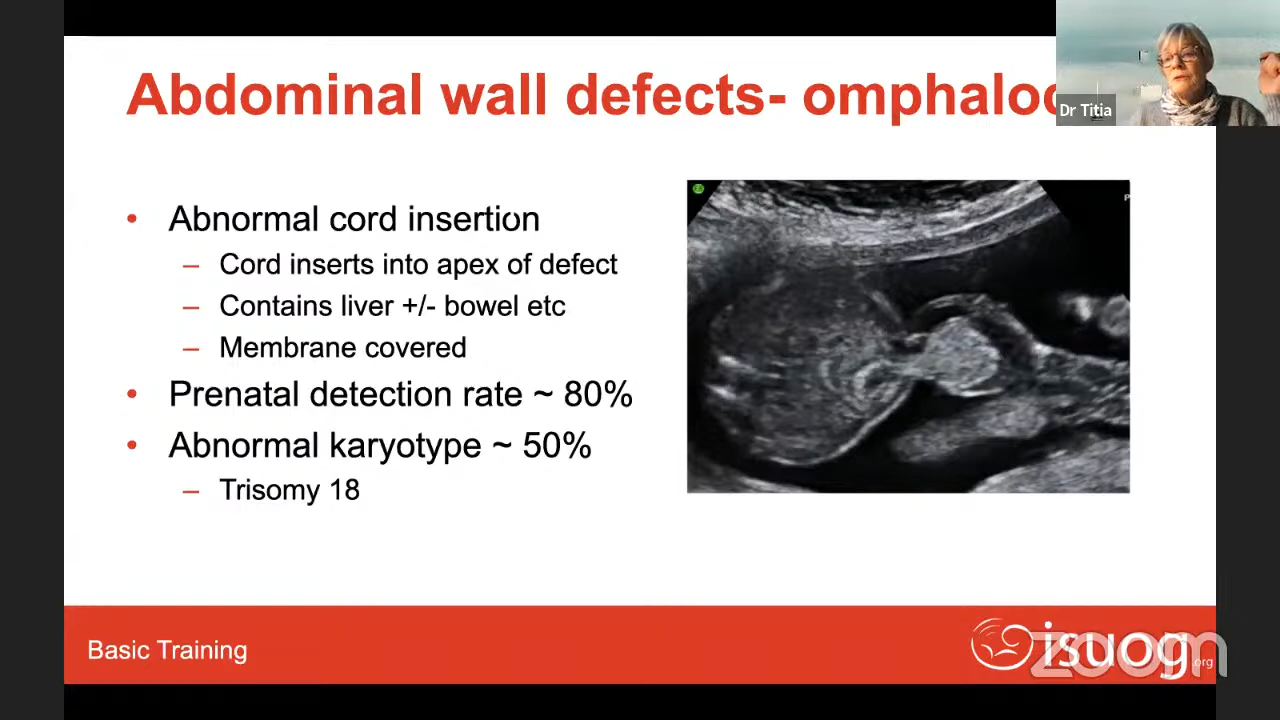 Abdominal wall defects- omphaloc
Dr Titia
• Abnormal cord insertion
– Cord inserts into apex of defect
– Contains liver +/- bowel etc
– Membrane covered
• Prenatal detection rate ~ 80%
• Abnormal karyotype ~ 50%
– Trisomy 18
Basic Training
isuog.org
zoom